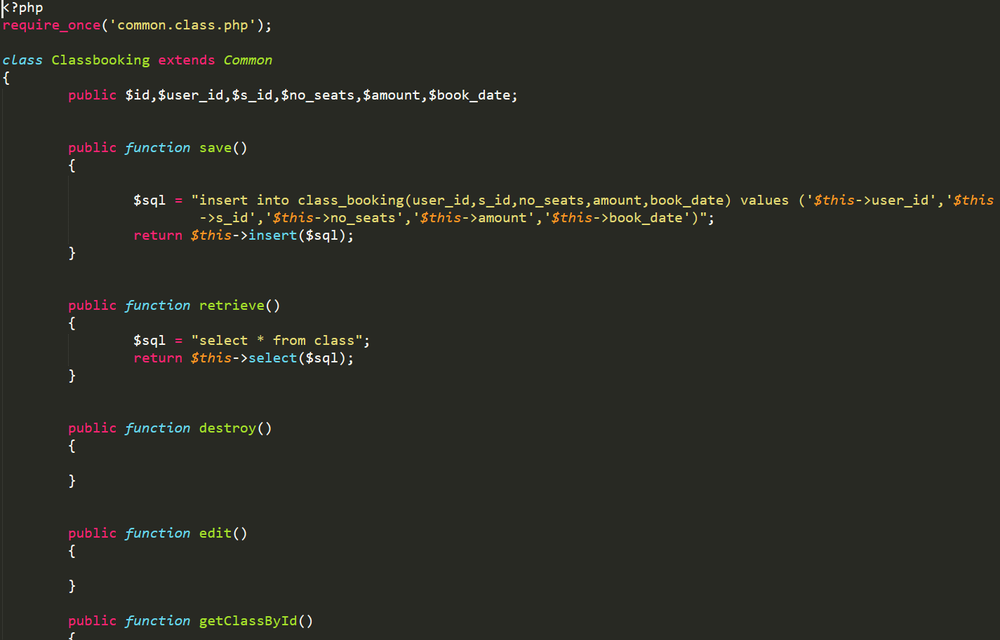 <?php
require_once('common.class.php');
class Classbooking extends Common
{
public $id,$user_id,$s_id,$no_seats,$amount,$book_date;
public function save()
{
$sql = "insert into class_booking(user_id,s_id,no_seats,amount,book_date) values ('$this->user_id','$this
->s_id','$this->no_seats','$this->amount','$this->book_date')";
return $this->insert($sql);
}
public function retrieve()
{
$sql = "select * from class";
return $this->select($sql);
}
public function destroy()
{
}
public function edit()
{
}
public function getClassById()
{